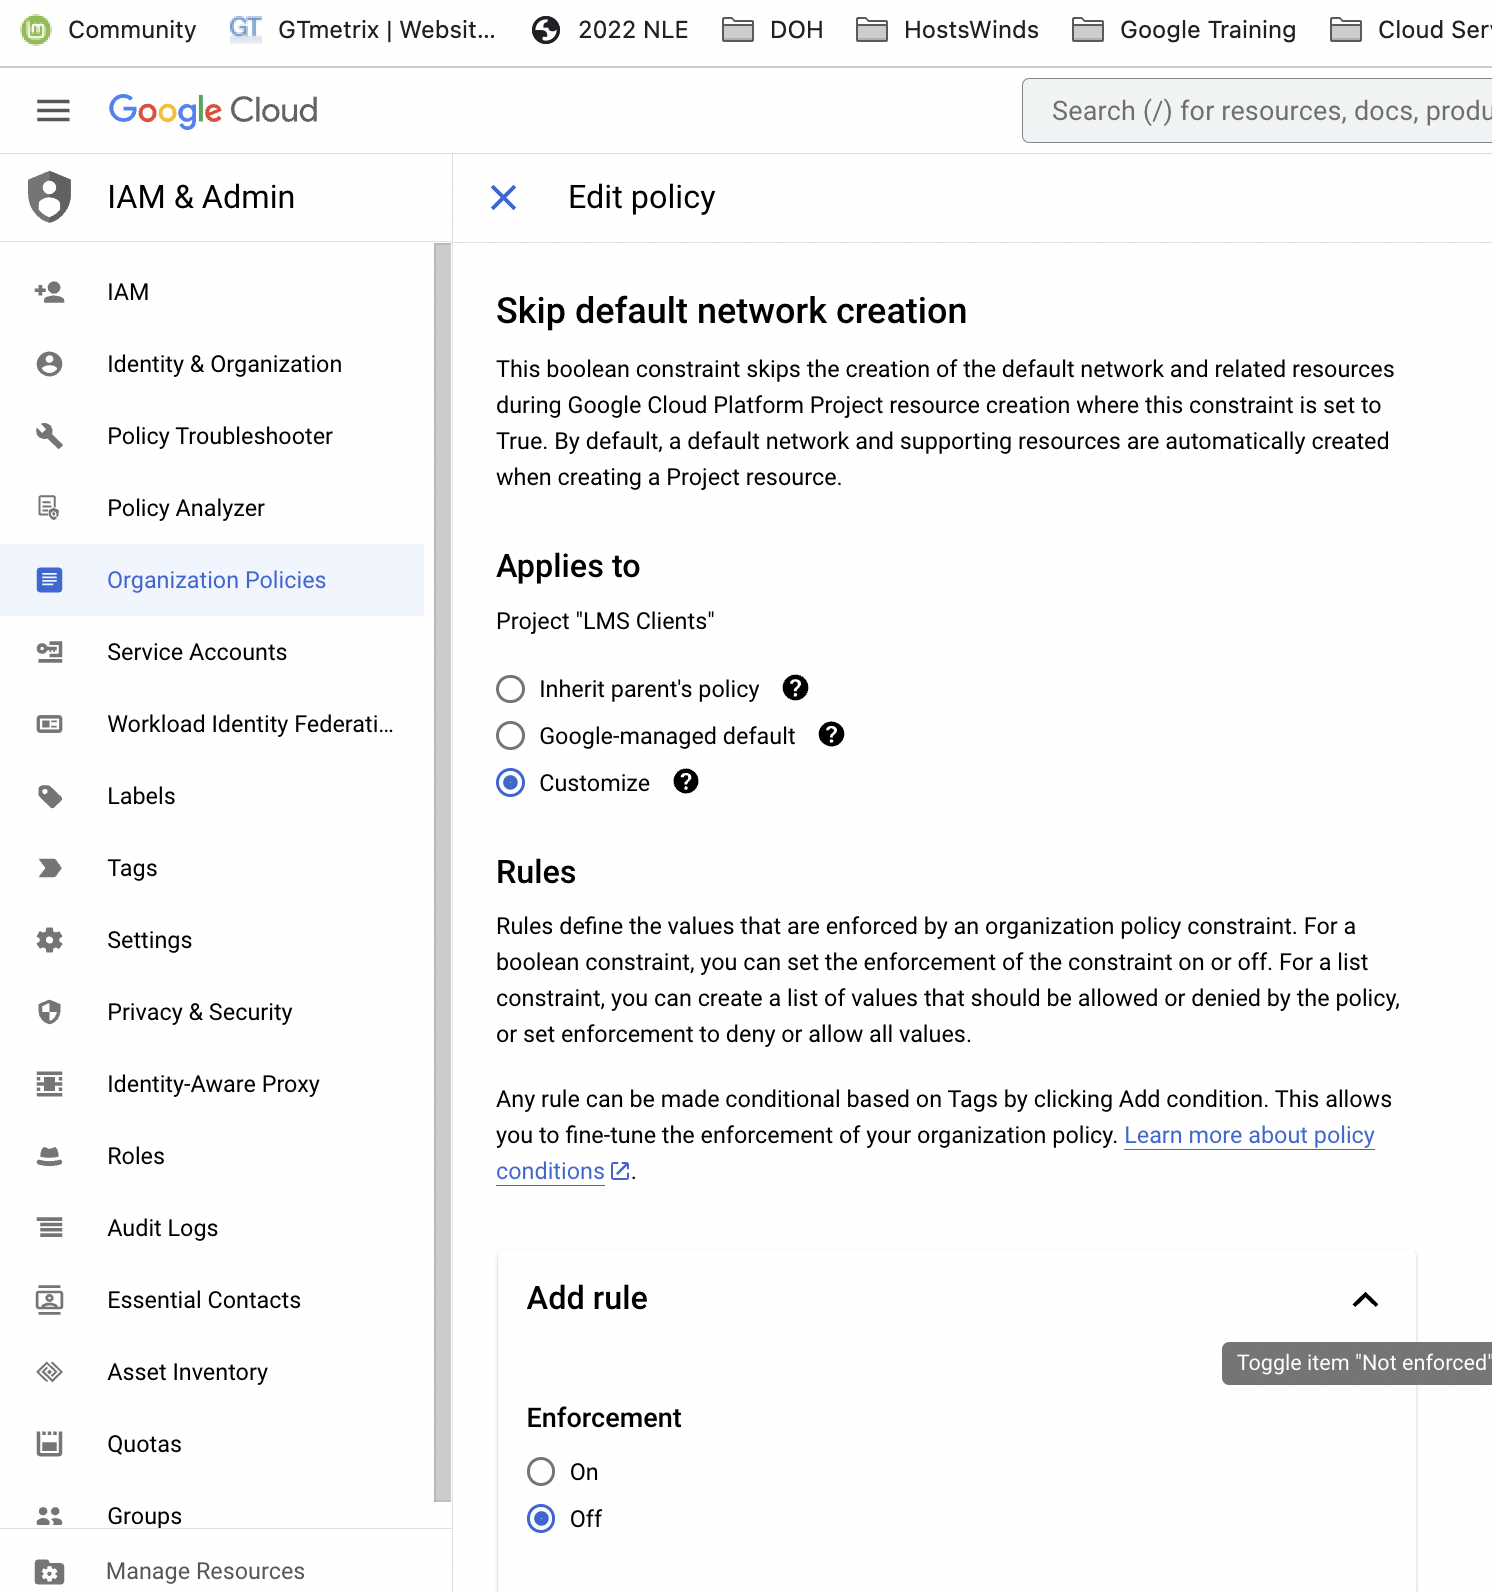 Community GT GTmetrix | Websit... 2022 NLE DOH HostsWinds Google Training Cloud Ser
Google Cloud Search (/) for resources, docs, produ
IAM & Admin
Edit policy
IAM
Identity & Organization
Policy Troubleshooter
Policy Analyzer
Organization Policies
Service Accounts
Workload Identity Federati...
Labels
Tags
Settings
Privacy & Security
Identity-Aware Proxy
Roles
Audit Logs
Essential Contacts
Asset Inventory
Quotas
Groups
Manage Resources
Skip default network creation
This boolean constraint skips the creation of the default network and related resources
during Google Cloud Platform Project resource creation where this constraint is set to
True. By default, a default network and supporting resources are automatically created
when creating a Project resource.
Applies to
Project "LMS Clients"
Inherit parent's policy ?
Google-managed default ?
Customize ?
Rules
Rules define the values that are enforced by an organization policy constraint. For a
boolean constraint, you can set the enforcement of the constraint on or off. For a list
constraint, you can create a list of values that should be allowed or denied by the policy,
or set enforcement to deny or allow all values.
Any rule can be made conditional based on Tags by clicking Add condition. This allows
you to fine-tune the enforcement of your organization policy. Learn more about policy
conditions.
Add rule
Toggle item "Not enforced"
Enforcement
On
Off